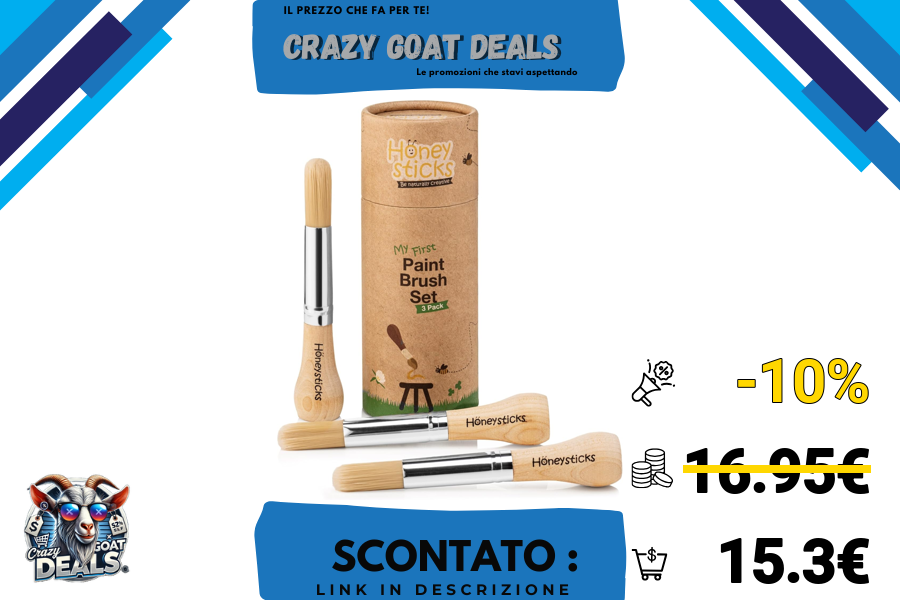 IL PREZZO CHE FA PER TE!
CRAZY GOAT DEALS
Le promozioni che stavi aspettando
Honey
sticks
Be naturally Creative
My First
Paint
Brush
Set
3 Pack
Honeysticks
Honeysticks
Honeysticks
-10%
16.95€
15.3€
$
Crazy
GOAT
DEALS
SCONTATO :
LINK IN DESCRIZIONE